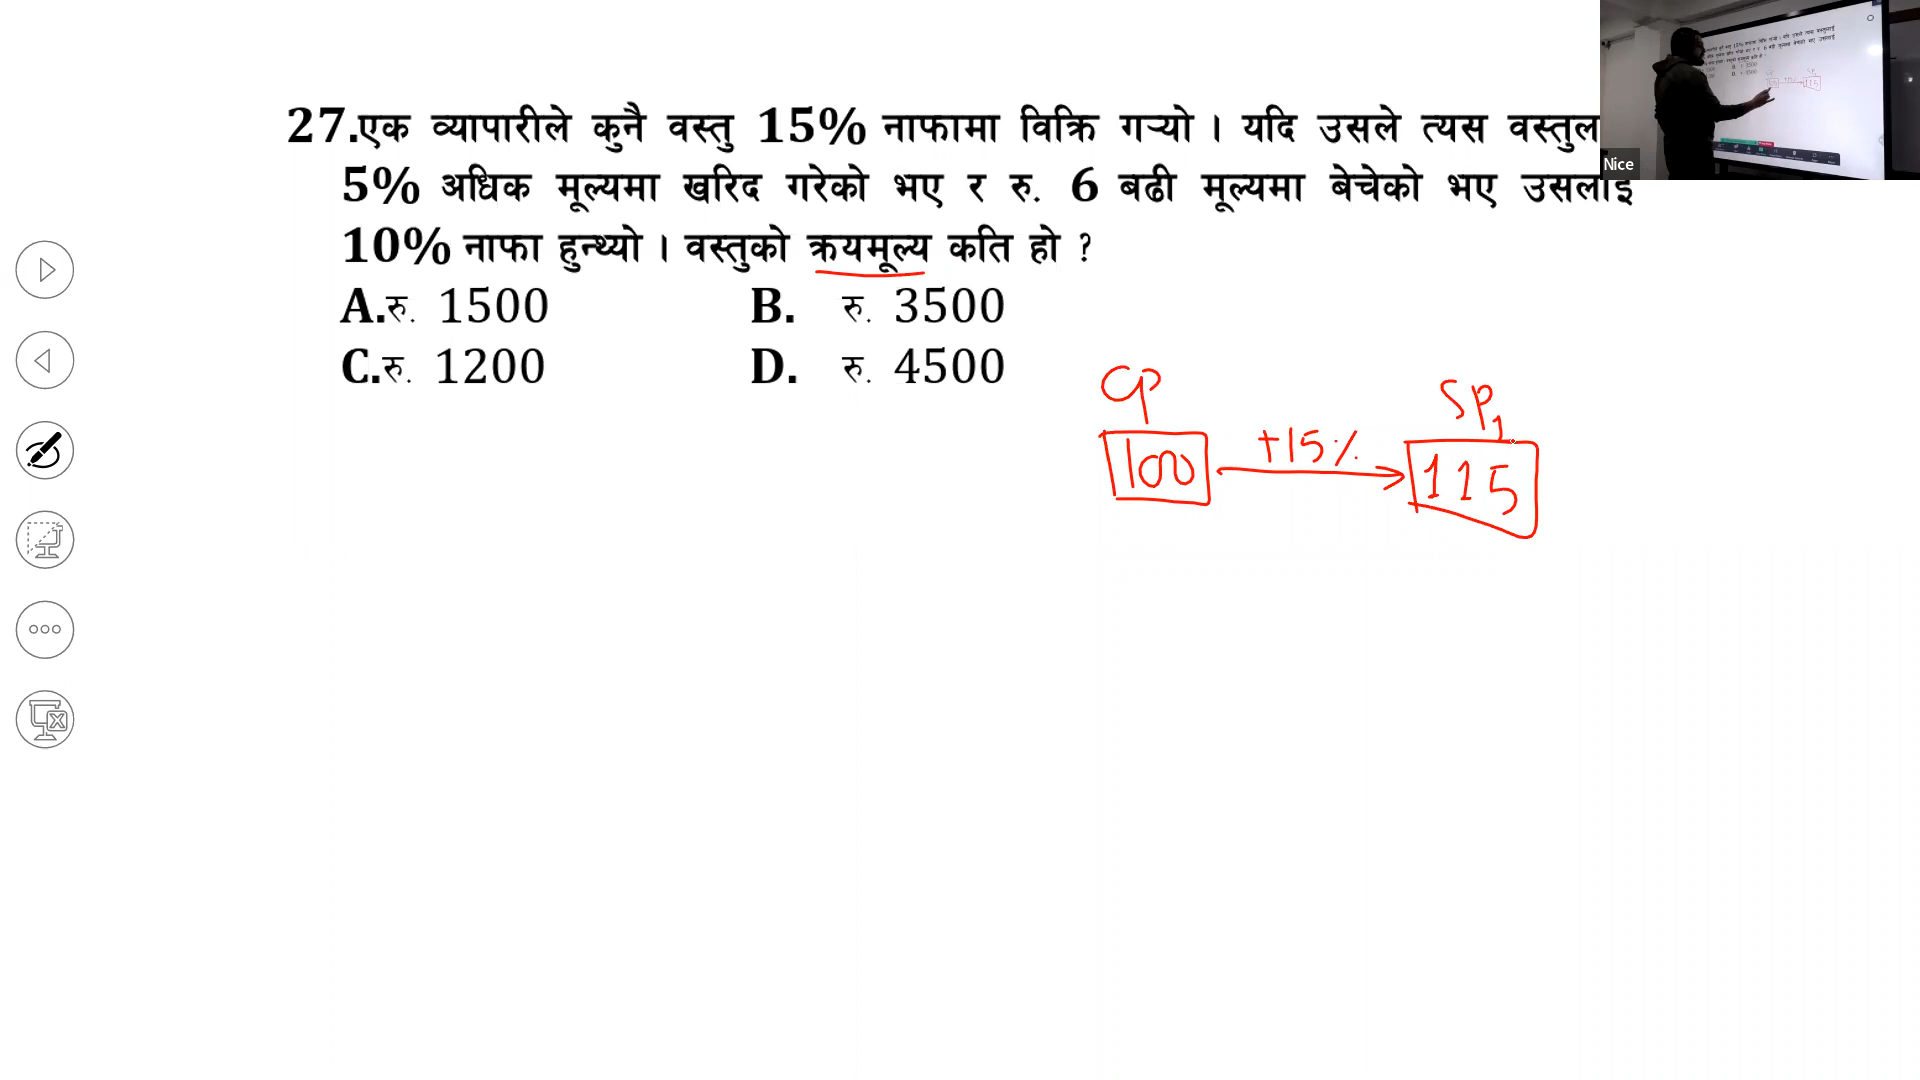 27.एक व्यापारीले कुनै वस्तु 15% नाफामा विक्रि गऱ्यो । यदि उसले त्यस वस्तुल
5% अधिक मूल्यमा खरिद गरेको भए र रु. 6 बढी मूल्यमा बेचेको भए उसलाई
10% नाफा हुन्थ्यो । वस्तुको क्रयमूल्य कति हो ?
A.रु. 1500 B. रु. 3500
C.रु. 1200 D. रु. 4500
CP SP1
100 +15% 115
Nice